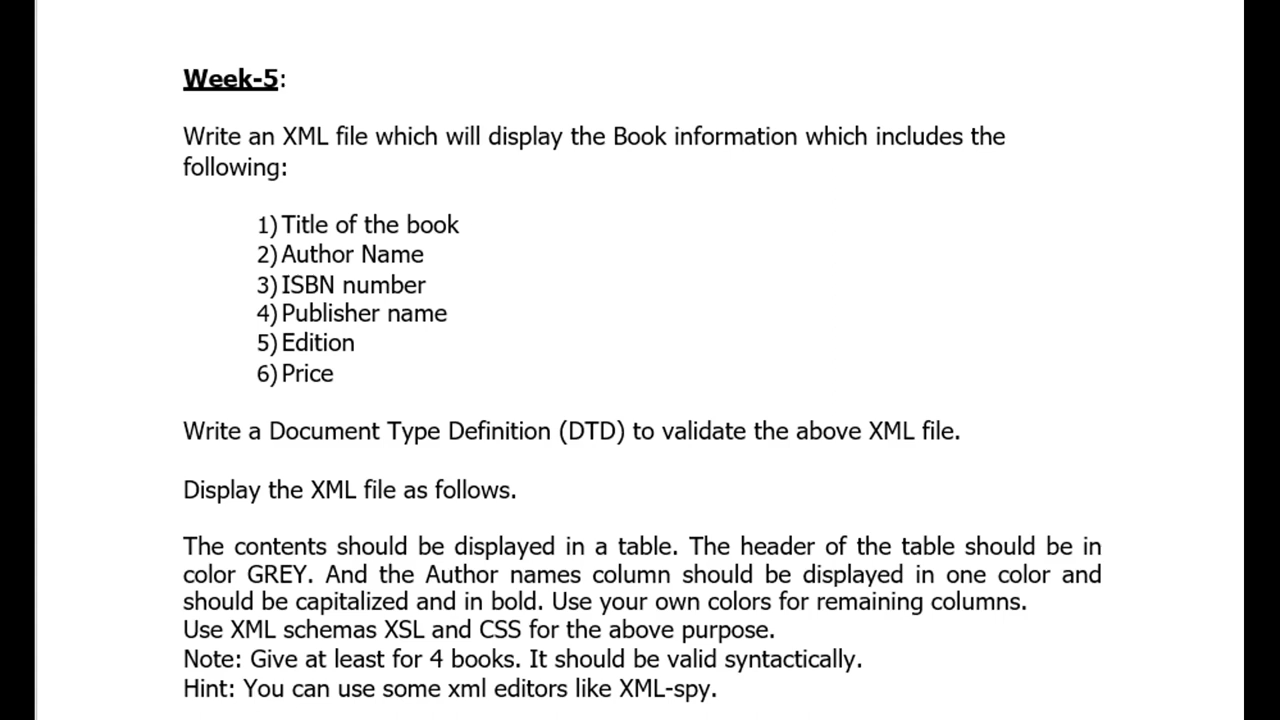 Week-5:
Write an XML file which will display the Book information which includes the
following:
1) Title of the book
2) Author Name
3) ISBN number
4) Publisher name
5) Edition
6) Price
Write a Document Type Definition (DTD) to validate the above XML file.
Display the XML file as follows.
The contents should be displayed in a table. The header of the table should be in
color GREY. And the Author names column should be displayed in one color and
should be capitalized and in bold. Use your own colors for remaining columns.
Use XML schemas XSL and CSS for the above purpose.
Note: Give at least for 4 books. It should be valid syntactically.
Hint: You can use some xml editors like XML-spy.